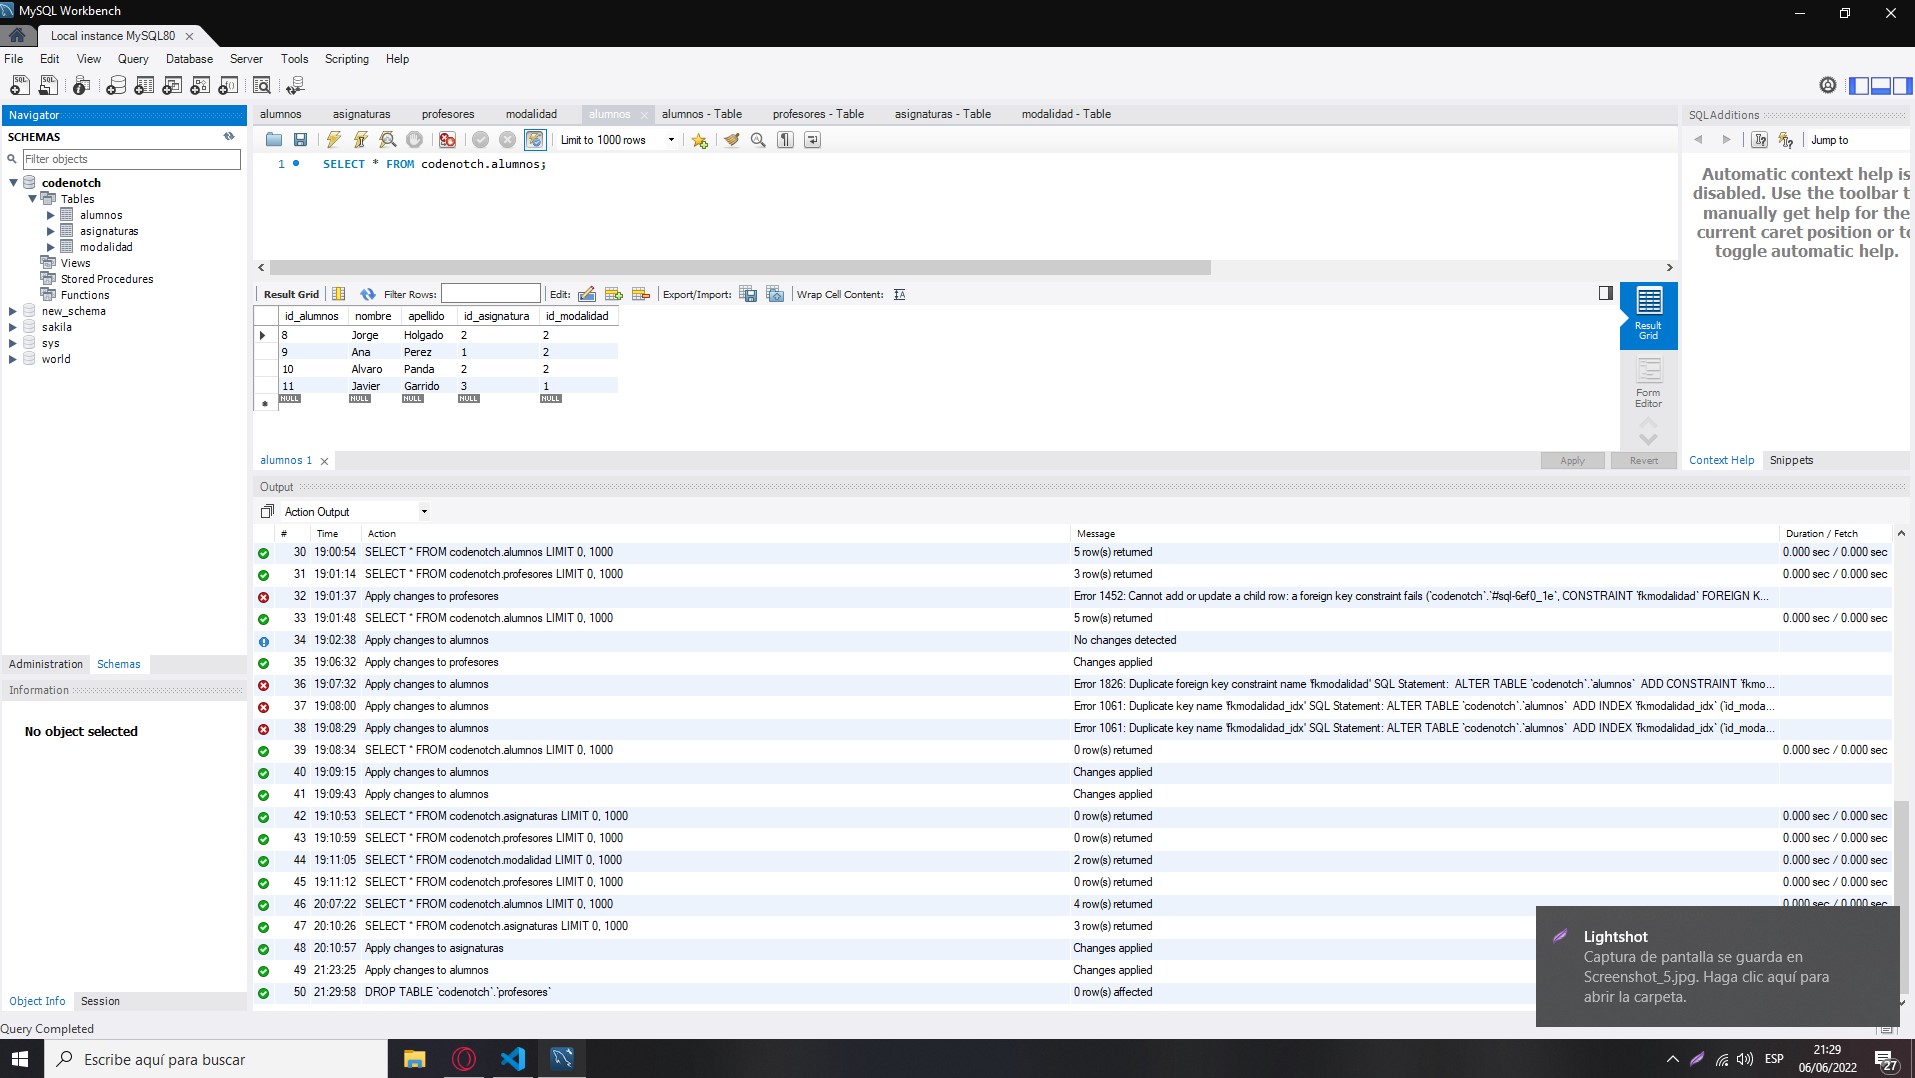 MySQL Workbench
Local instance MySQL80
File Edit View Query Database Server Tools Scripting Help
Navigator
SCHEMAS
Filter objects
codenotch
Tables
alumnos
asignaturas
modalidad
Views
Stored Procedures
Functions
new_schema
sakila
sys
world
Administration Schemas
Information
No object selected
Object Info Session
alumnos asignaturas profesores modalidad alumnos alumnos - Table profesores - Table asignaturas - Table modalidad - Table
Limit to 1000 rows
1 SELECT * FROM codenotch.alumnos;
Result Grid Filter Rows: Edit: Export/Import: Wrap Cell Content:
id_alumnos nombre apellido id_asignatura id_modalidad
8 Jorge Holgado 2 2
9 Ana Perez 1 2
10 Alvaro Panda 2 2
11 Javier Garrido 3 1
NULL NULL NULL NULL NULL
Result Grid
Form Editor
alumnos 1
Apply Revert
SQLAdditions
Jump to
Automatic context help is
disabled. Use the toolbar t
manually get help for the
current caret position or to
toggle automatic help.
Context Help Snippets
Output
Action Output
# Time Action Message Duration / Fetch
30 19:00:54 SELECT * FROM codenotch.alumnos LIMIT 0, 1000 5 row(s) returned 0.000 sec / 0.000 sec
31 19:01:14 SELECT * FROM codenotch.profesores LIMIT 0, 1000 3 row(s) returned 0.000 sec / 0.000 sec
32 19:01:37 Apply changes to profesores Error 1452: Cannot add or update a child row: a foreign key constraint fails (`codenotch`.`#sql-6ef0_1e`, CONSTRAINT `fkmodalidad` FOREIGN K...
33 19:01:48 SELECT * FROM codenotch.alumnos LIMIT 0, 1000 5 row(s) returned 0.000 sec / 0.000 sec
34 19:02:38 Apply changes to alumnos No changes detected
35 19:06:32 Apply changes to profesores Changes applied
36 19:07:32 Apply changes to alumnos Error 1826: Duplicate foreign key constraint name 'fkmodalidad' SQL Statement: ALTER TABLE `codenotch`.`alumnos` ADD CONSTRAINT `fkmo...
37 19:08:00 Apply changes to alumnos Error 1061: Duplicate key name 'fkmodalidad_idx' SQL Statement: ALTER TABLE `codenotch`.`alumnos` ADD INDEX `fkmodalidad_idx` (`id_moda...
38 19:08:29 Apply changes to alumnos Error 1061: Duplicate key name 'fkmodalidad_idx' SQL Statement: ALTER TABLE `codenotch`.`alumnos` ADD INDEX `fkmodalidad_idx` (`id_moda...
39 19:08:34 SELECT * FROM codenotch.alumnos LIMIT 0, 1000 0 row(s) returned 0.000 sec / 0.000 sec
40 19:09:15 Apply changes to alumnos Changes applied
41 19:09:43 Apply changes to alumnos Changes applied
42 19:10:53 SELECT * FROM codenotch.asignaturas LIMIT 0, 1000 0 row(s) returned 0.000 sec / 0.000 sec
43 19:10:59 SELECT * FROM codenotch.profesores LIMIT 0, 1000 0 row(s) returned 0.000 sec / 0.000 sec
44 19:11:05 SELECT * FROM codenotch.modalidad LIMIT 0, 1000 2 row(s) returned 0.000 sec / 0.000 sec
45 19:11:12 SELECT * FROM codenotch.profesores LIMIT 0, 1000 0 row(s) returned 0.000 sec / 0.000 sec
46 20:07:22 SELECT * FROM codenotch.alumnos LIMIT 0, 1000 4 row(s) returned 0.000 sec / 0.000 sec
47 20:10:26 SELECT * FROM codenotch.asignaturas LIMIT 0, 1000 3 row(s) returned
48 20:10:57 Apply changes to asignaturas Changes applied
49 21:23:25 Apply changes to alumnos Changes applied
50 21:29:58 DROP TABLE `codenotch`.`profesores` 0 row(s) affected
Lightshot
Captura de pantalla se guarda en
Screenshot_5.jpg. Haga clic aquí para
abrir la carpeta.
Query Completed
Escribe aquí para buscar
ESP
21:29
06/06/2022
27